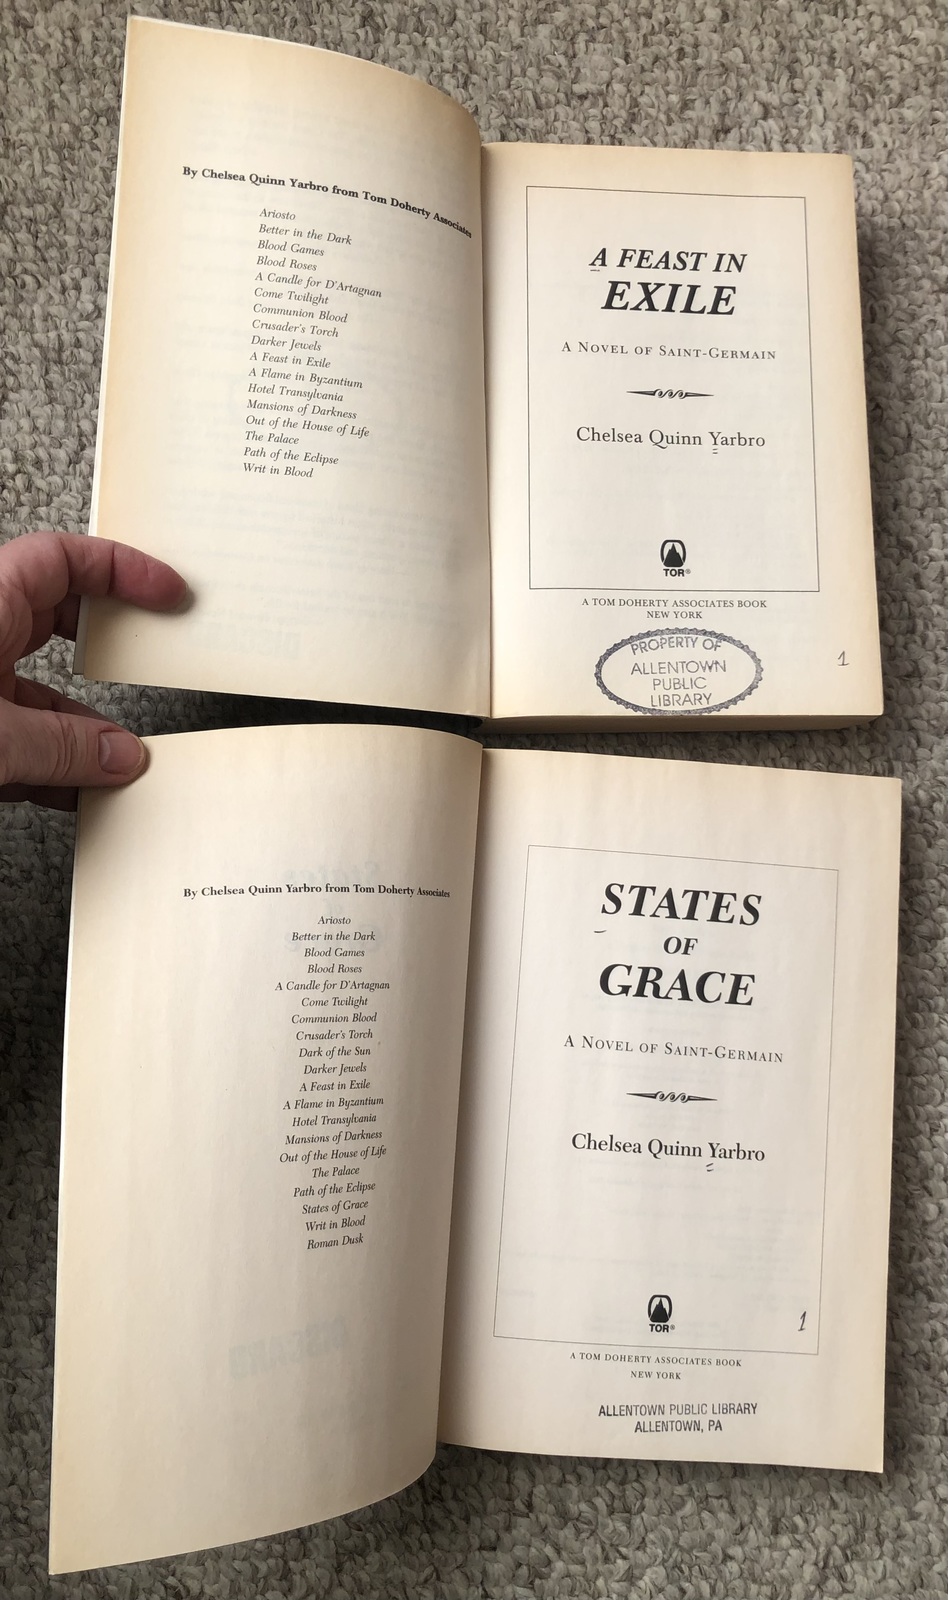 By Chelsea Quinn Yarbro from Tom Doherty Associates
Ariosto
Better in the Dark
Blood Games
Blood Roses
A Candle for D'Artagnan
Come Twilight
Communion Blood
Crusader's Torch
Darker Jewels
A Feast in Exile
A Flame in Byzantium
Hotel Transylvania
Mansions of Darkness
Out of the House of Life
The Palace
Path of the Eclipse
Writ in Blood
A FEAST IN
EXILE
A NOVEL OF SAINT-GERMAIN
Chelsea Quinn Yarbro
TOR®
A TOM DOHERTY ASSOCIATES BOOK
NEW YORK
PROPERTY OF
ALLENTOWN
PUBLIC
LIBRARY
1
By Chelsea Quinn Yarbro from Tom Doherty Associates
Ariosto
Better in the Dark
Blood Games
Blood Roses
A Candle for D'Artagnan
Come Twilight
Communion Blood
Crusader's Torch
Dark of the Sun
Darker Jewels
A Feast in Exile
A Flame in Byzantium
Hotel Transylvania
Mansions of Darkness
Out of the House of Life
The Palace
Path of the Eclipse
States of Grace
Writ in Blood
Roman Dusk
STATES
OF
GRACE
A NOVEL OF SAINT-GERMAIN
Chelsea Quinn Yarbro
TOR®
1
A TOM DOHERTY ASSOCIATES BOOK
NEW YORK
ALLENTOWN PUBLIC LIBRARY
ALLENTOWN, PA